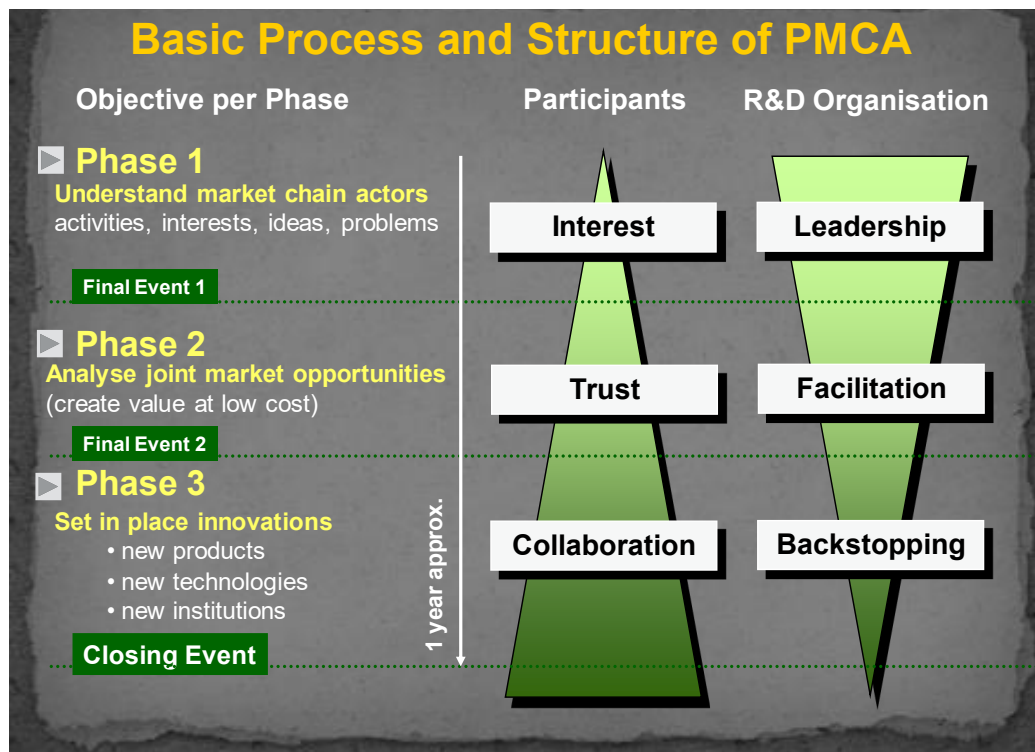 Basic Process and Structure of PMCA
Objective per Phase
Participants
R&D Organisation
Phase 1
Understand market chain actors
activities, interests, ideas, problems
Interest
Leadership
Final Event 1
Phase 2
Analyse joint market opportunities
(create value at low cost)
Trust
Facilitation
Final Event 2
Phase 3
Set in place innovations
• new products
• new technologies
• new institutions
Collaboration
Backstopping
1 year approx.
Closing Event